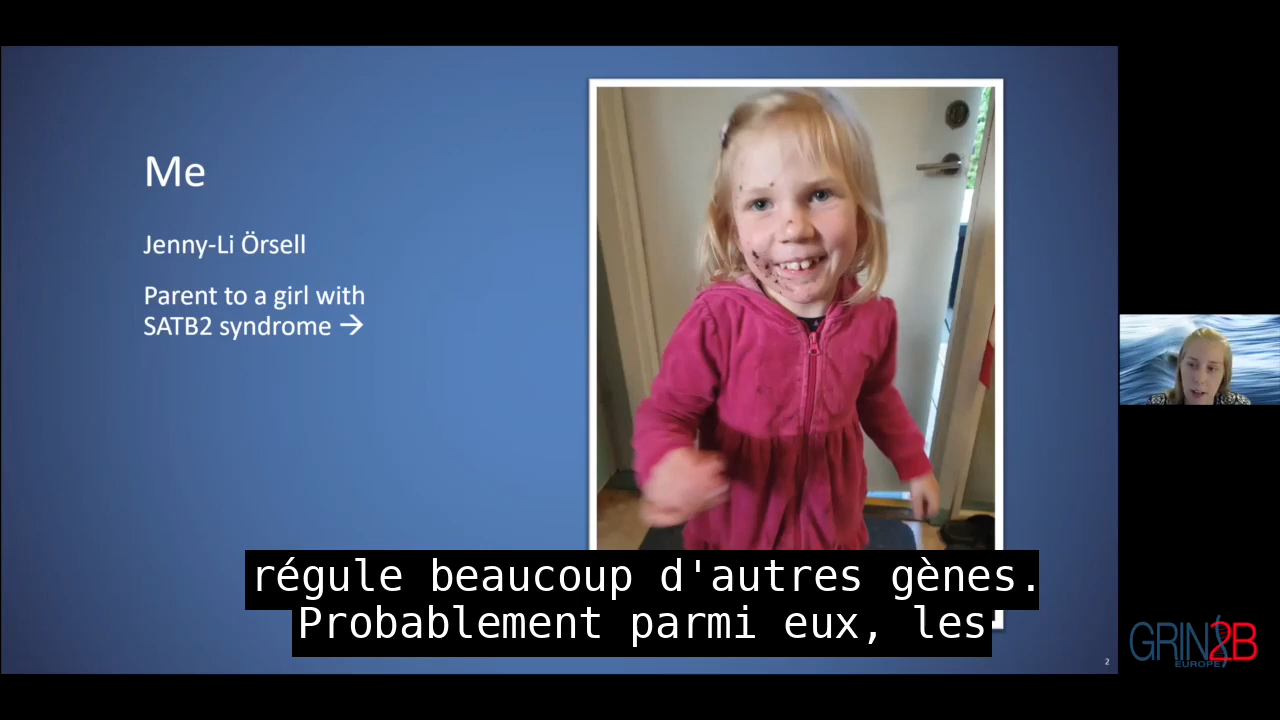 Me
Jenny-Li Örsell
Parent to a girl with
SATB2 syndrome →
régule beaucoup d'autres gènes.
Probablement parmi eux, les
2
GRIN2B
EUROPE